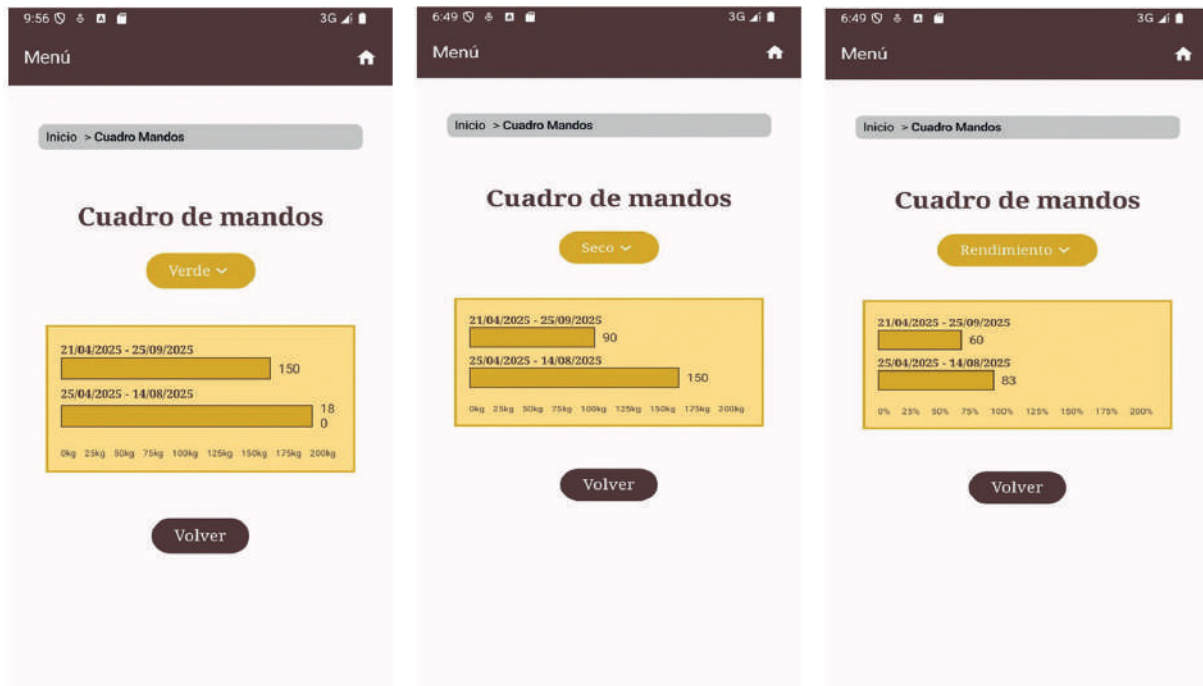 9:56 3G
Menú
Inicio > Cuadro Mandos
Cuadro de mandos
Verde
21/04/2025 - 25/09/2025
150
25/04/2025 - 14/08/2025
18
0
0kg 25kg 50kg 75kg 100kg 125kg 150kg 175kg 200kg
Volver
6:49 3G
Menú
Inicio > Cuadro Mandos
Cuadro de mandos
Seco
21/04/2025 - 25/09/2025
90
25/04/2025 - 14/08/2025
150
0kg 25kg 50kg 75kg 100kg 125kg 150kg 175kg 200kg
Volver
6:49 3G
Menú
Inicio > Cuadro Mandos
Cuadro de mandos
Rendimiento
21/04/2025 - 25/09/2025
60
25/04/2025 - 14/08/2025
83
0% 25% 50% 75% 100% 125% 150% 175% 200%
Volver